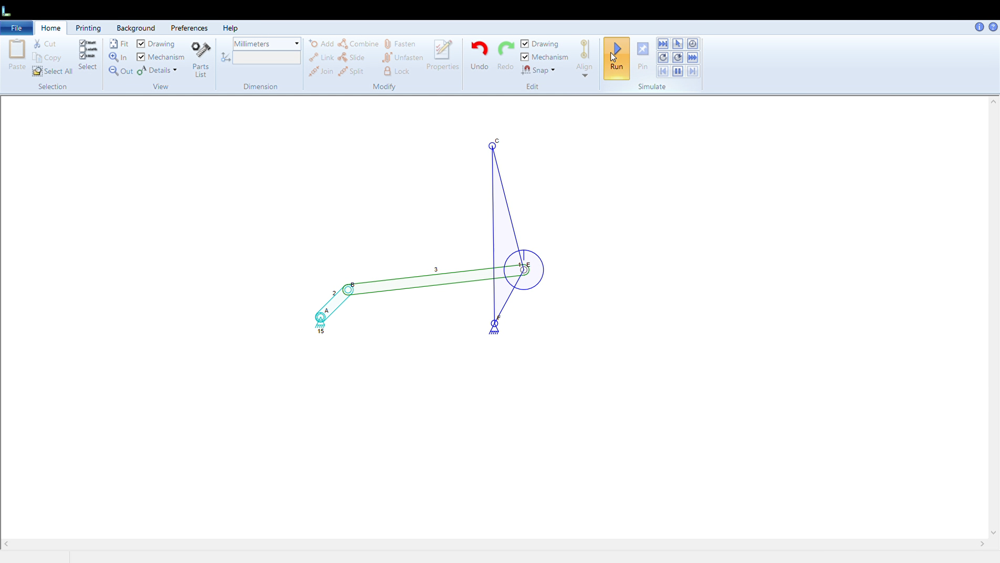 File Home Printing Background Preferences Help
Paste
Cut
Copy
Select All
Select
Selection
Fit
In
Out
Drawing
Mechanism
Details
Parts List
View
Millimeters
Dimension
Add Combine Fasten
Link Slide Unfasten
Join Split Lock
Properties
Modify
Undo
Redo
Drawing
Mechanism
Snap
Align
Edit
Run
Pin
Simulate
C
1 E
3
B
2
A
15
F